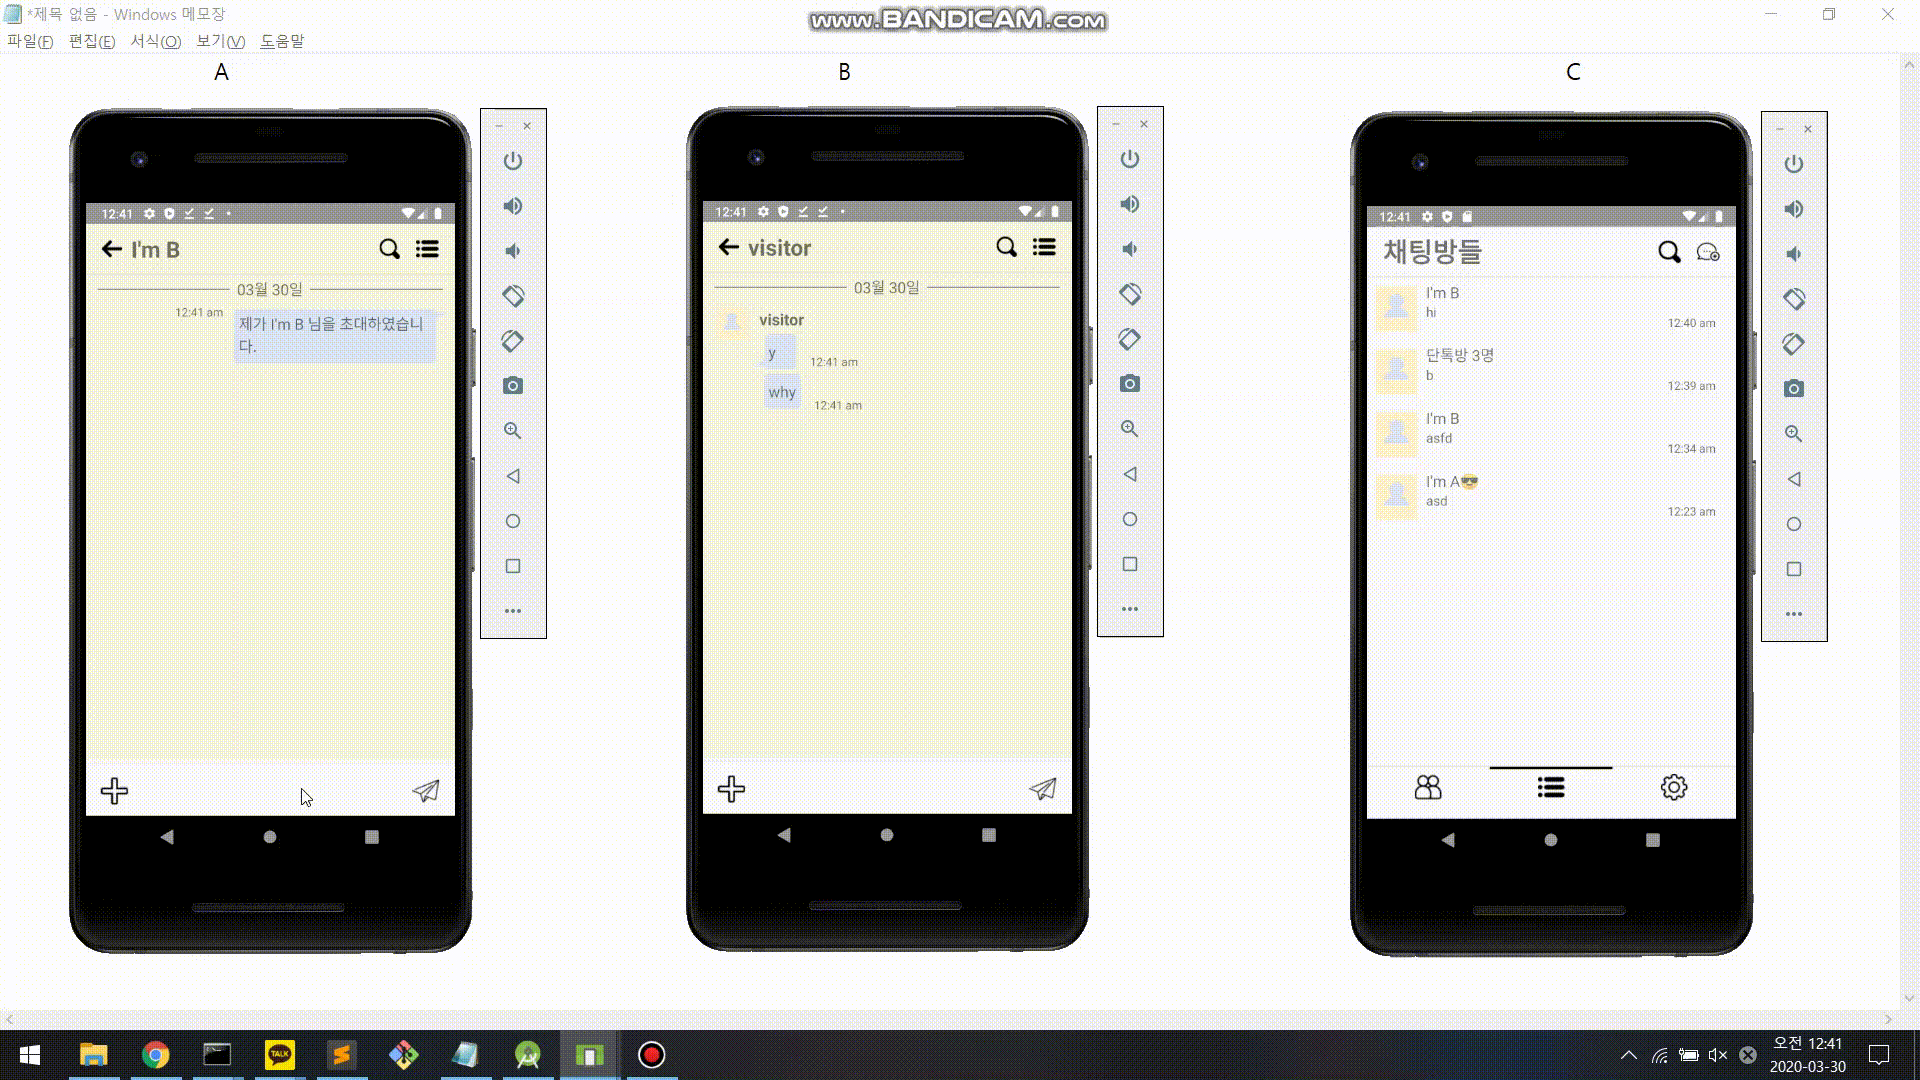 *제목 없음 - Windows 메모장
www.BANDICAM.com
파일(F) 편집(E) 서식(O) 보기(V) 도움말
A
B
C
12:41
I'm B
03월 30일
12:41 am
제가 I'm B 님을 초대하였습니
다.
12:41
visitor
03월 30일
visitor
y
12:41 am
why
12:41 am
12:41
채팅방들
I'm B
hi
12:40 am
단톡방 3명
b
12:39 am
I'm B
asfd
12:34 am
I'm A😎
asd
12:23 am
TALK
오전 12:41
2020-03-30